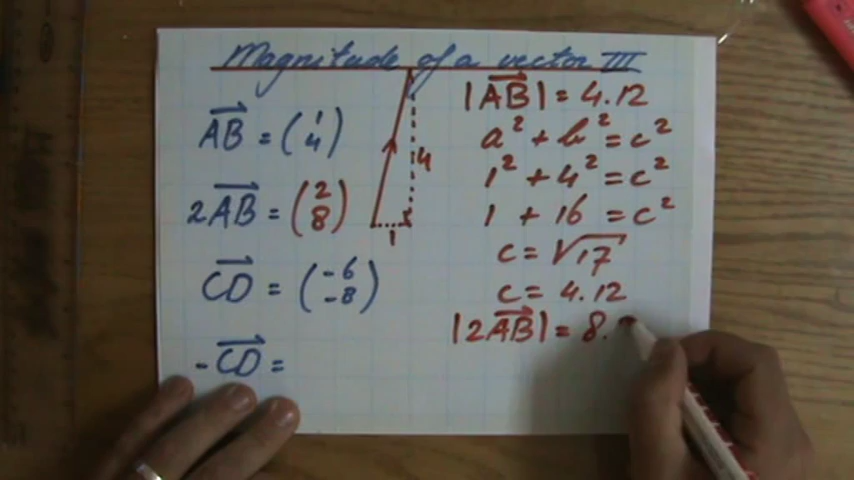 Magnitude of a vector III
AB = (1 4)
2AB = (2 8)
CD = (-6 -8)
-CD =
4
1
|AB| = 4.12
a² + b² = c²
1² + 4² = c²
1 + 16 = c²
c = √17
c = 4.12
|2AB| = 8.